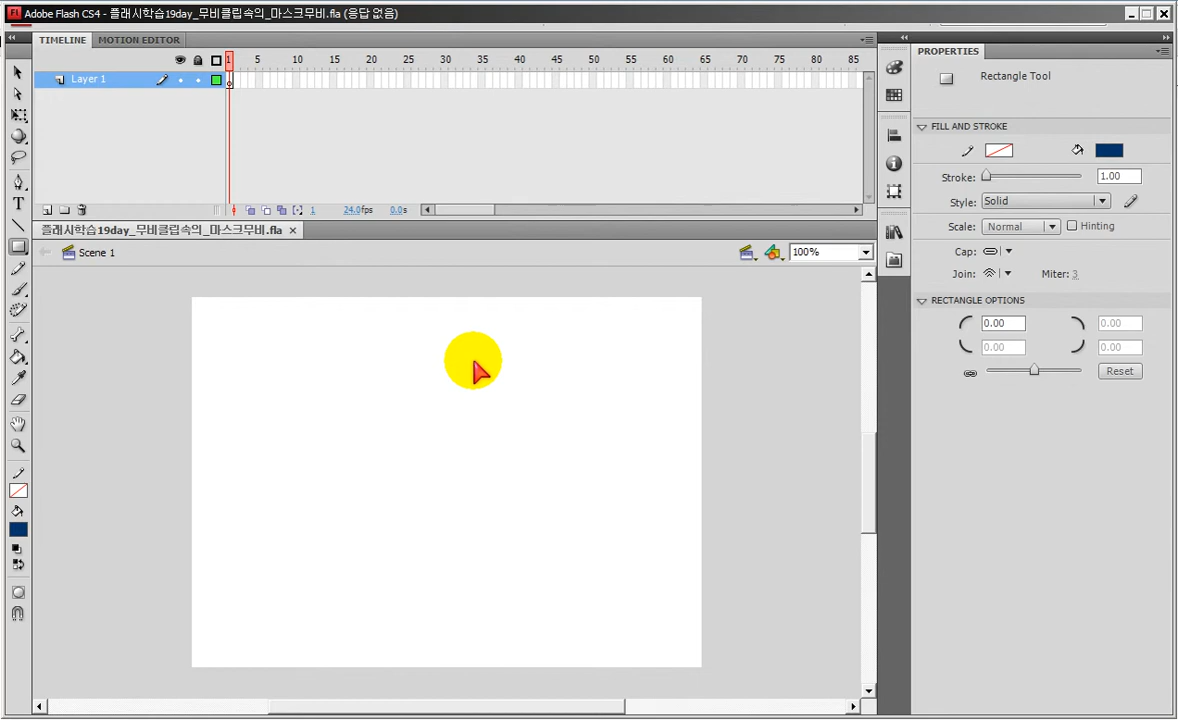 Adobe Flash CS4 - 플래시학습19day_무비클립속의_마스크무비.fla (응답 없음)
TIMELINE MOTION EDITOR
1 5 10 15 20 25 30 35 40 45 50 55 60 65 70 75 80 85
Layer 1
1 24.0fps 0.0s
플래시학습19day_무비클립속의_마스크무비.fla
Scene 1
100%
PROPERTIES
Rectangle Tool
FILL AND STROKE
Stroke: 1.00
Style: Solid
Scale: Normal Hinting
Cap:
Join: Miter: 3
RECTANGLE OPTIONS
0.00 0.00
0.00 0.00
Reset